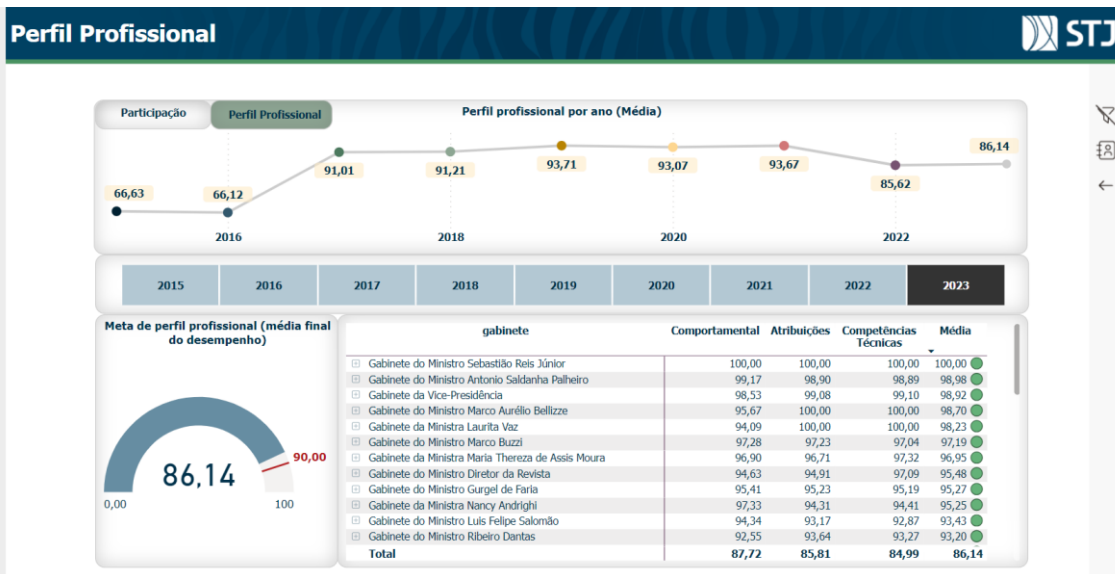 Perfil Profissional
STJ
Participação
Perfil Profissional
Perfil profissional por ano (Média)
66,63
66,12
91,01
91,21
93,71
93,07
93,67
85,62
86,14
2016
2018
2020
2022
2015 2016 2017 2018 2019 2020 2021 2022 2023
Meta de perfil profissional (média final
do desempenho)
90,00
86,14
0,00
100
gabinete Comportamental Atribuições Competências Técnicas Média
Gabinete do Ministro Sebastião Reis Júnior 100,00 100,00 100,00 100,00
Gabinete do Ministro Antonio Saldanha Palheiro 99,17 98,90 98,89 98,98
Gabinete da Vice-Presidência 98,53 99,08 99,10 98,92
Gabinete do Ministro Marco Aurélio Bellizze 95,67 100,00 100,00 98,70
Gabinete da Ministra Laurita Vaz 94,09 100,00 100,00 98,23
Gabinete do Ministro Marco Buzzi 97,28 97,23 97,04 97,19
Gabinete da Ministra Maria Thereza de Assis Moura 96,90 96,71 97,32 96,95
Gabinete do Ministro Diretor da Revista 94,63 94,91 97,09 95,48
Gabinete do Ministro Gurgel de Faria 95,41 95,23 95,19 95,27
Gabinete da Ministra Nancy Andrighi 97,33 94,31 94,41 95,25
Gabinete do Ministro Luis Felipe Salomão 94,34 93,17 92,87 93,43
Gabinete do Ministro Ribeiro Dantas 92,55 93,64 93,27 93,20
Total 87,72 85,81 84,99 86,14